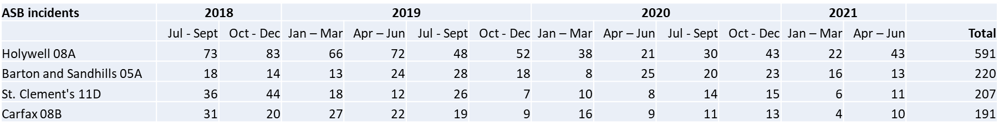 ASB incidents 2018 2019 2020 2021
Jul - Sept Oct - Dec Jan – Mar Apr – Jun Jul - Sept Oct - Dec Jan – Mar Apr – Jun Jul - Sept Oct - Dec Jan – Mar Apr – Jun Total
Holywell 08A 73 83 66 72 48 52 38 21 30 43 22 43 591
Barton and Sandhills 05A 18 14 13 24 28 18 8 25 20 23 16 13 220
St. Clement's 11D 36 44 18 12 26 7 10 8 14 15 6 11 207
Carfax 08B 31 20 27 22 19 9 16 9 11 13 4 10 191